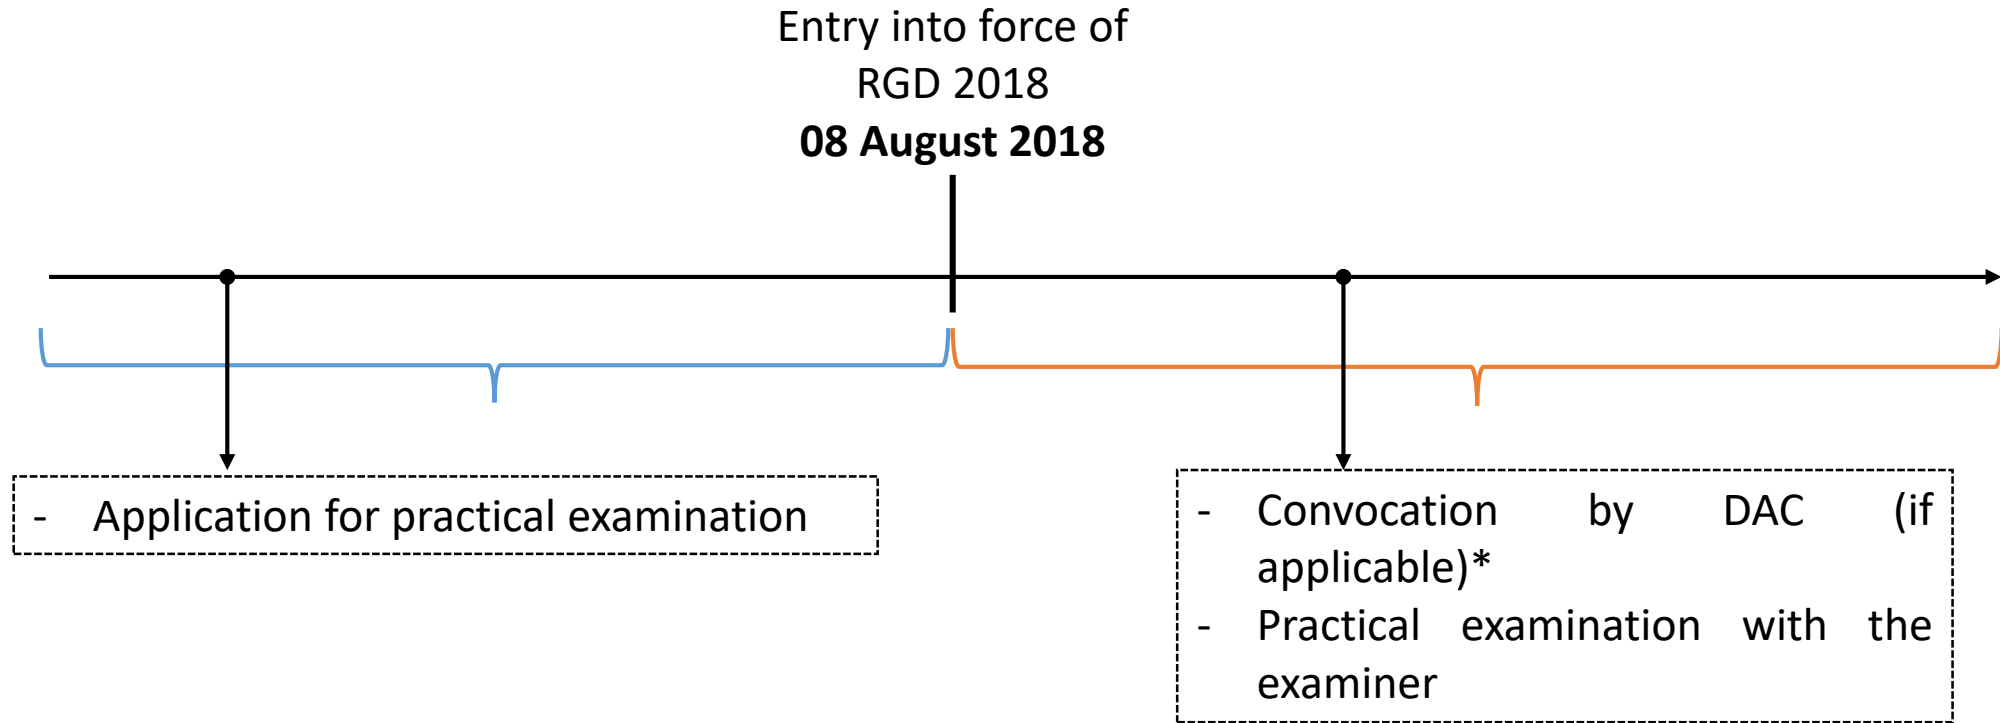 Entry into force of
RGD 2018
08 August 2018
- Application for practical examination
- Convocation by DAC (if
applicable)*
- Practical examination with the
examiner